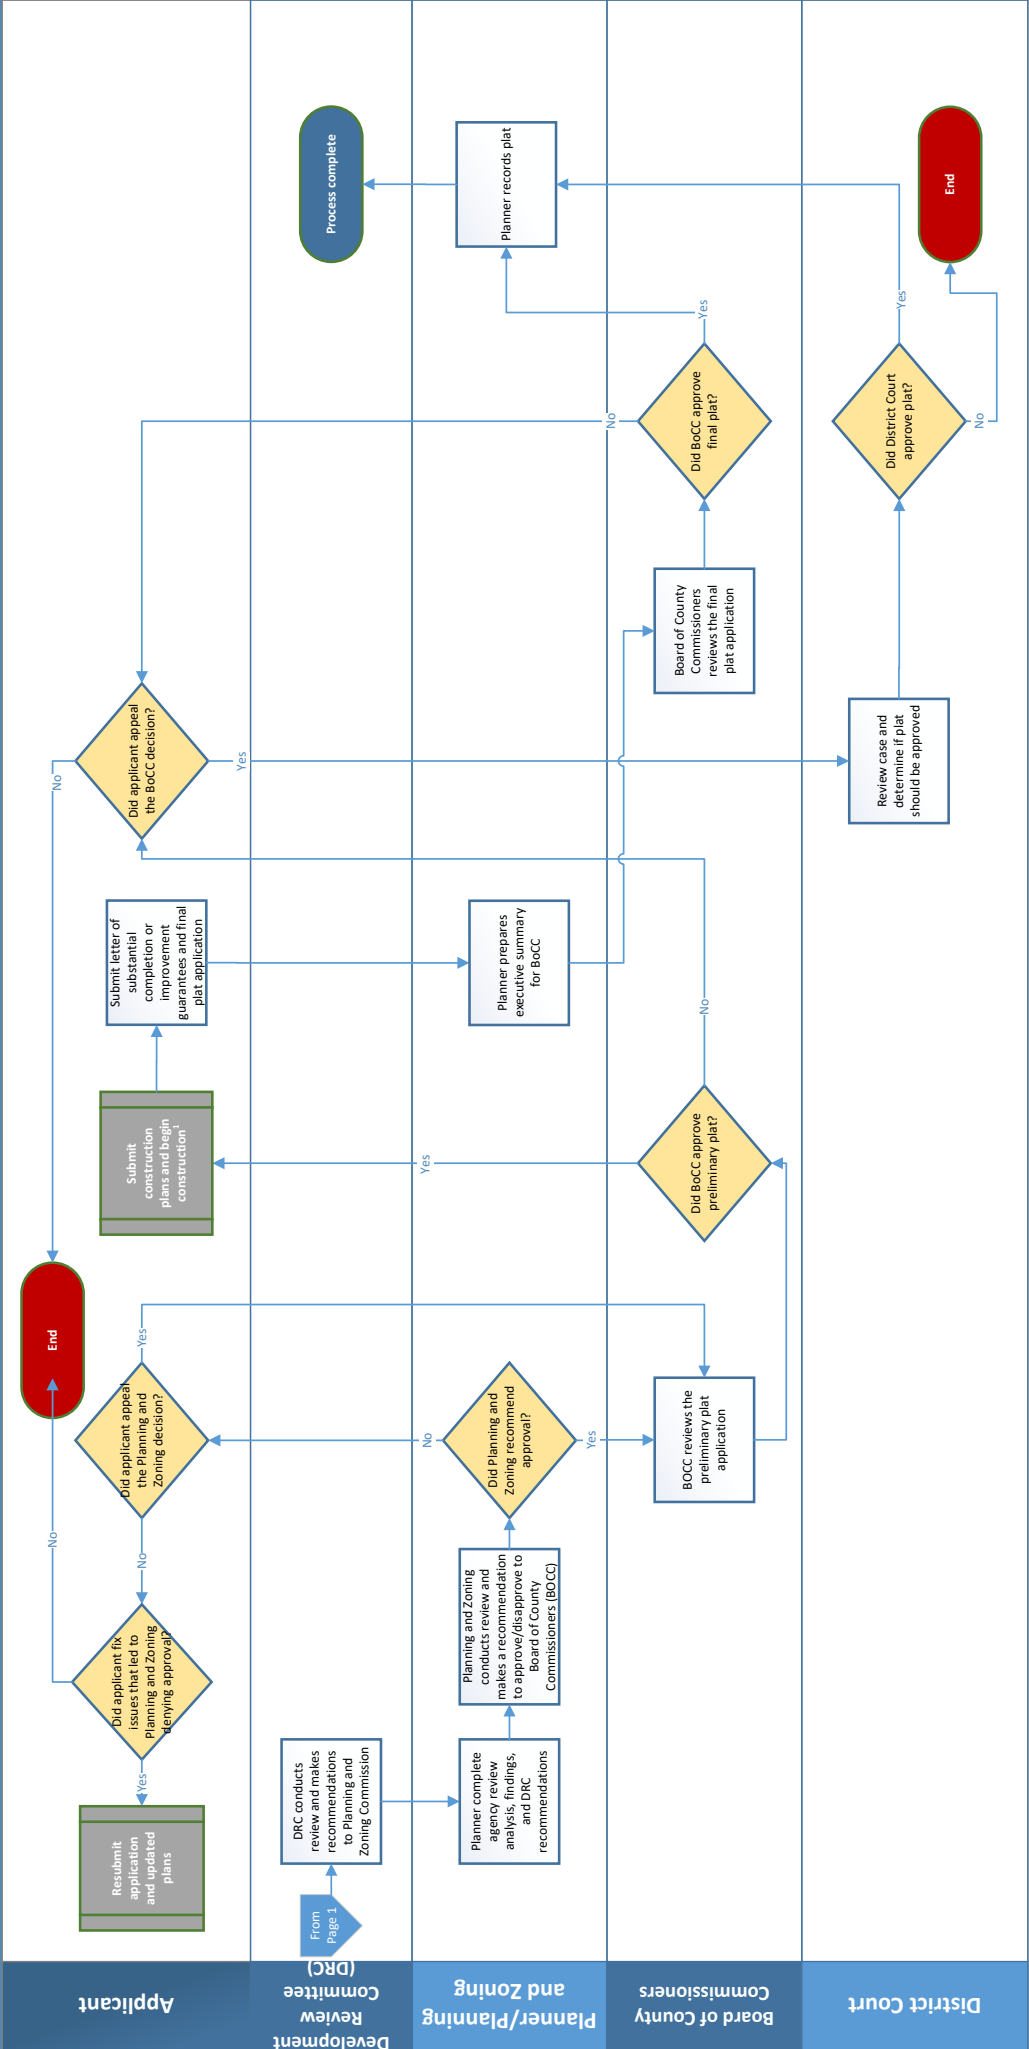 Applicant
Resubmit
application
and updated
plans
Yes
Did applicant fix
issues that led to
Planning and Zoning
denying approval?
No
No
Did applicant appeal
the Planning and
Zoning decision?
Yes
End
Submit
construction
plans and begin
construction1
Submit letter of
substantial
completion or
improvement
guarantees and final
plat application
No
Did applicant appeal
the BoCC decision?
Yes
Development
Review
Committee
(DRC)
From
Page 1
DRC conducts
review and makes
recommendations
to Planning and
Zoning Commission
Process complete
Planner/Planning
and Zoning
Planner complete
agency review
analysis, findings,
and DRC
recommendations
Planning and Zoning
conducts review and
makes a recommendation
to approve/disapprove to
Board of County
Commissioners (BOCC)
No
Did Planning and
Zoning recommend
approval?
Yes
Yes
Planner prepares
executive summary
for BoCC
Planner records plat
Board of County
Commissioners
BOCC reviews the
preliminary plat
application
Did BoCC approve
preliminary plat?
No
Board of County
Commissioners
reviews the final
plat application
No
Did BoCC approve
final plat?
Yes
District Court
Review case and
determine if plat
should be approved
Did District Court
approve plat?
Yes
No
End